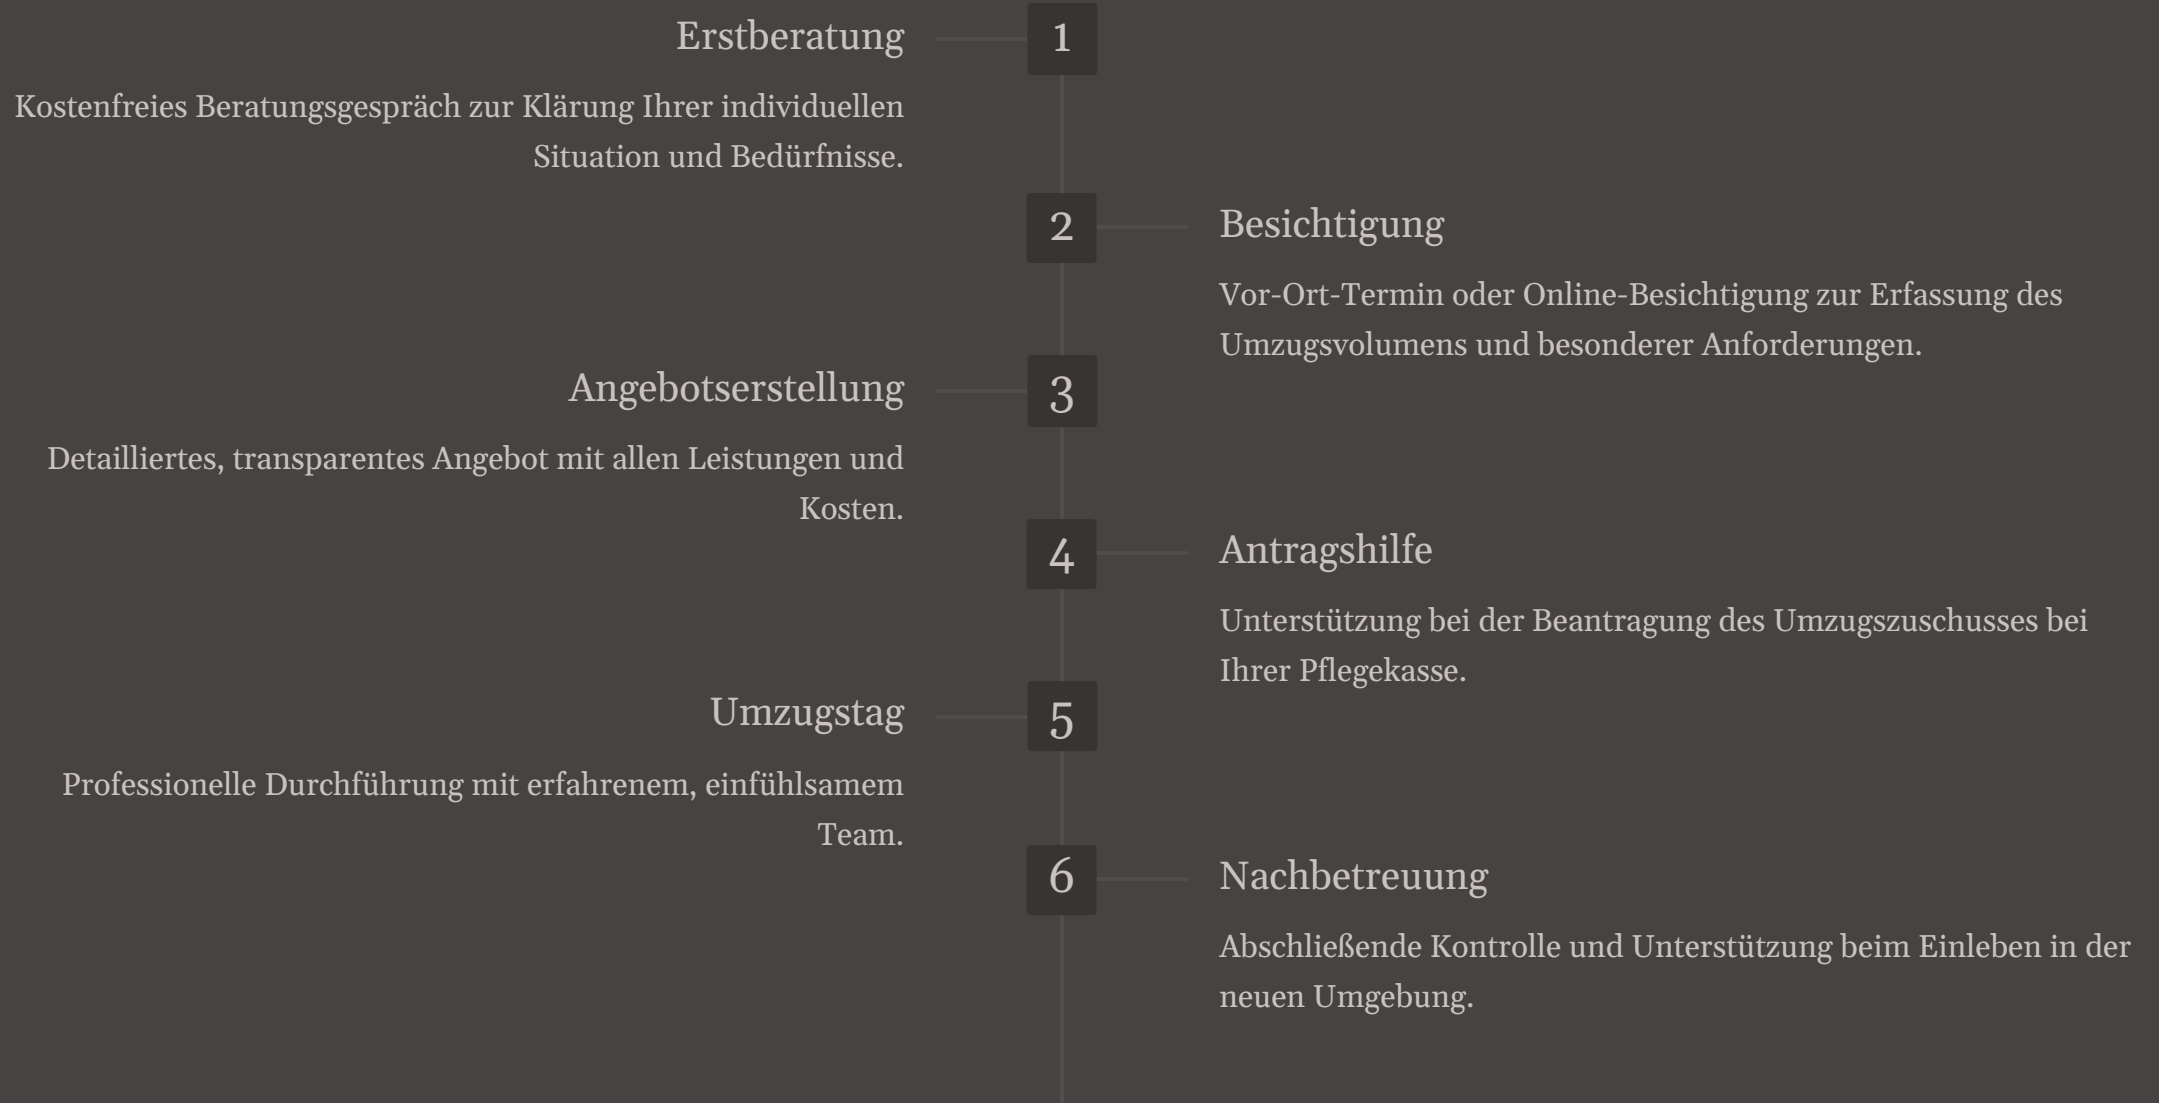 Erstberatung
1
Kostenfreies Beratungsgespräch zur Klärung Ihrer individuellen
Situation und Bedürfnisse.
2
Besichtigung
Vor-Ort-Termin oder Online-Besichtigung zur Erfassung des
Umzugsvolumens und besonderer Anforderungen.
Angebotserstellung
3
Detailliertes, transparentes Angebot mit allen Leistungen und
Kosten.
4
Antragshilfe
Unterstützung bei der Beantragung des Umzugszuschusses bei
Ihrer Pflegekasse.
Umzugstag
5
Professionelle Durchführung mit erfahrenem, einfühlsamem
Team.
6
Nachbetreuung
Abschließende Kontrolle und Unterstützung beim Einleben in der
neuen Umgebung.